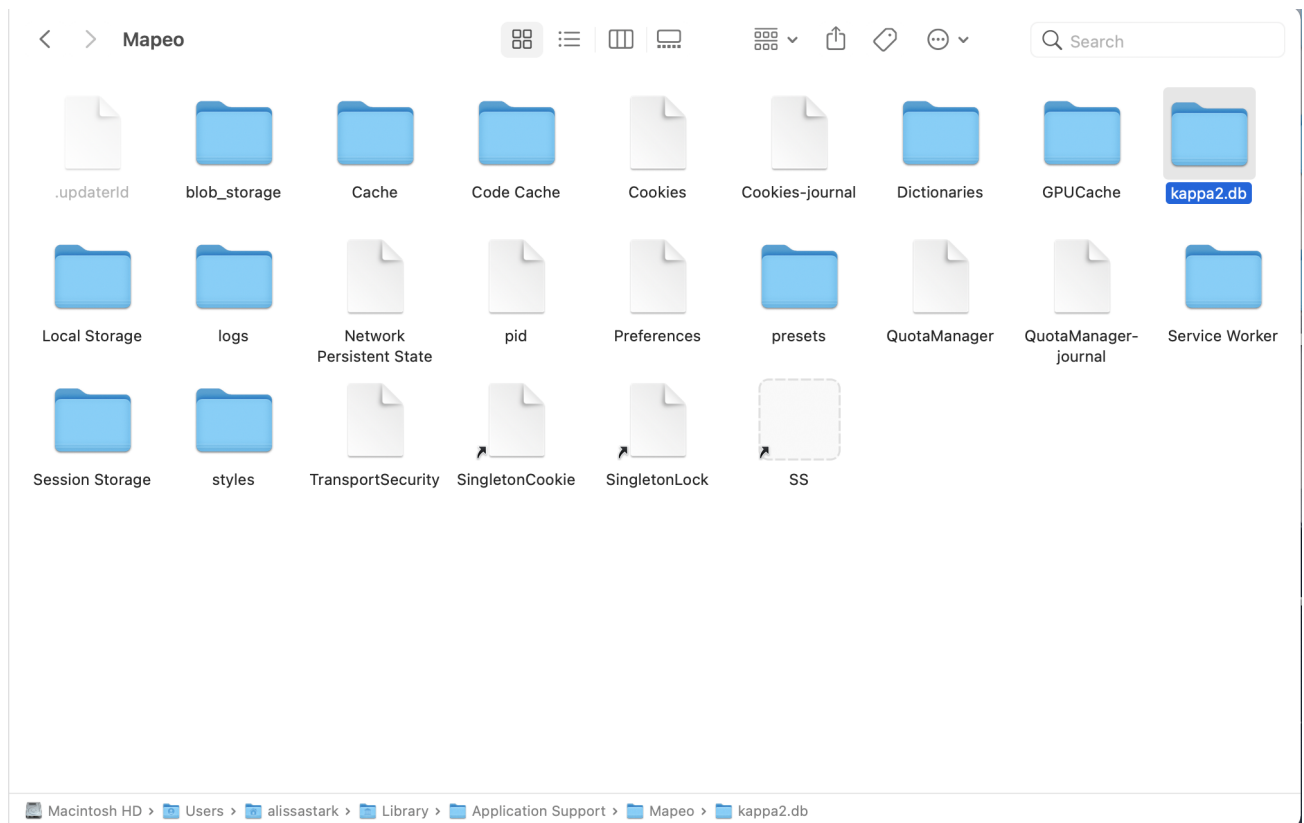 Mapeo
Search
.updaterId
blob_storage
Cache
Code Cache
Cookies
Cookies-journal
Dictionaries
GPUCache
kappa2.db
Local Storage
logs
Network
Persistent State
pid
Preferences
presets
QuotaManager
QuotaManager-
journal
Service Worker
Session Storage
styles
TransportSecurity
SingletonCookie
SingletonLock
SS
Macintosh HD › Users › alissastark › Library › Application Support › Mapeo › kappa2.db